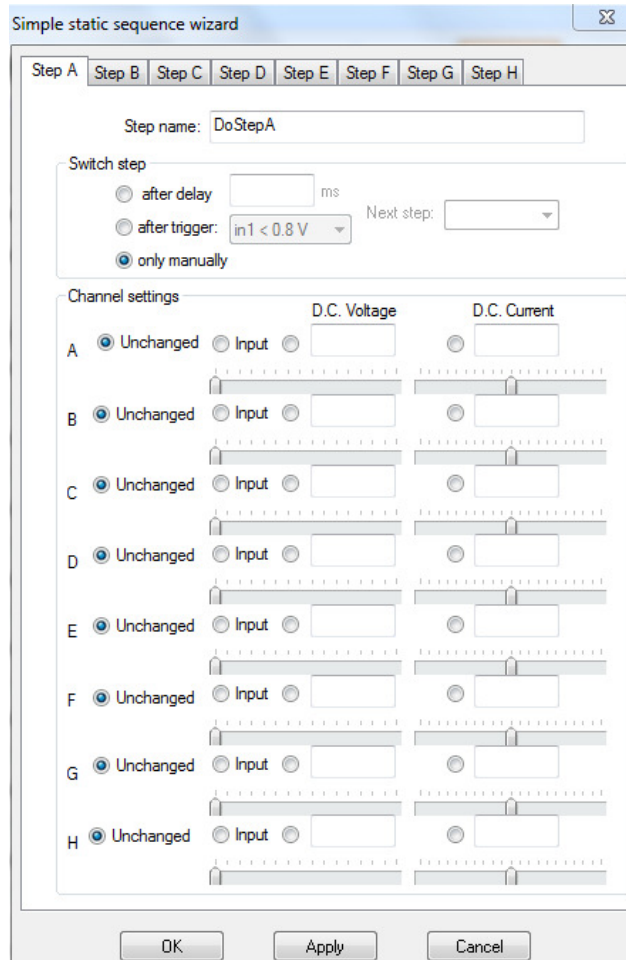 Simple static sequence wizard
Step A Step B Step C Step D Step E Step F Step G Step H
Step name: DoStepA
Switch step
after delay ms
after trigger: in1 < 0.8 V Next step:
only manually
Channel settings
D.C. Voltage D.C. Current
A Unchanged Input
B Unchanged Input
C Unchanged Input
D Unchanged Input
E Unchanged Input
F Unchanged Input
G Unchanged Input
H Unchanged Input
OK Apply Cancel